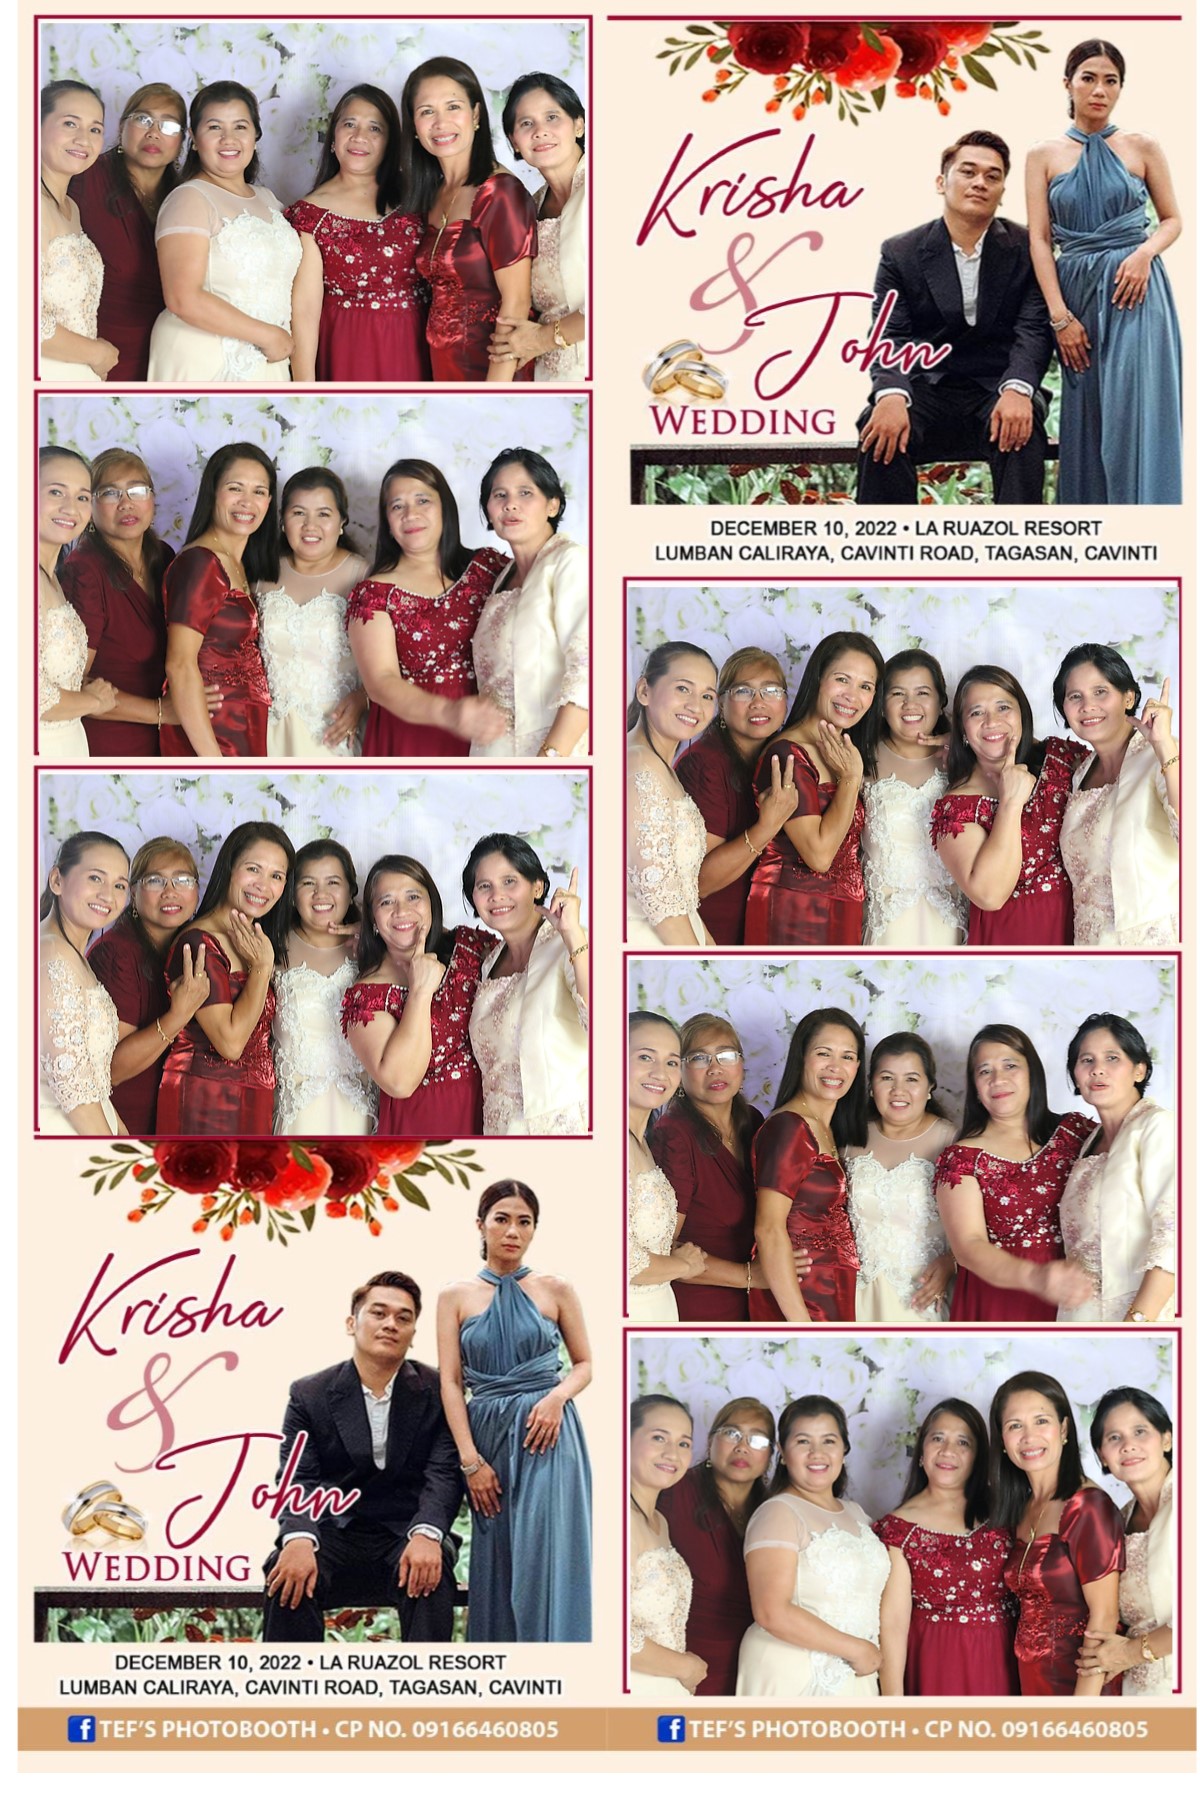 Krisha
&
John
WEDDING
DECEMBER 10, 2022 • LA RUAZOL RESORT
LUMBAN CALIRAYA, CAVINTI ROAD, TAGASAN, CAVINTI
f TEF'S PHOTOBOOTH • CP NO. 09166460805
Krisha
&
John
WEDDING
DECEMBER 10, 2022 • LA RUAZOL RESORT
LUMBAN CALIRAYA, CAVINTI ROAD, TAGASAN, CAVINTI
f TEF'S PHOTOBOOTH • CP NO. 09166460805